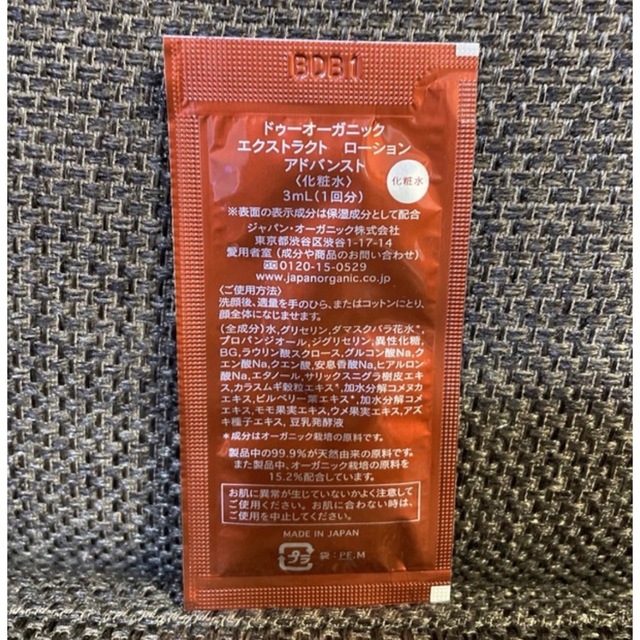 BDB1
ドゥーオーガニック
エクストラクト ローション
アドバンスト
〈化粧水〉
化粧水
3mL(1回分)
※表面の表示成分は保湿成分として配合
ジャパン・オーガニック株式会社
東京都渋谷区渋谷1-17-14
愛用者室(成分や商品のお問い合わせ)
0120-15-0529
www.japanorganic.co.jp
〈ご使用方法〉
洗顔後、適量を手のひら、またはコットンにとり、
顔全体になじませます。
〈全成分〉水,グリセリン,ダマスクバラ花水*,
プロパンジオール,ジグリセリン,異性化糖,
BG,ラウリン酸スクロース,グルコン酸Na,ク
エン酸Na,クエン酸,安息香酸Na,ヒアルロン
酸Na,エタノール,サリックスニグラ樹皮エキ
ス,カラスムギ穀粒エキス*,加水分解コメヌカ
エキス,ビルベリー葉エキス*,加水分解コメ
エキス,モモ果実エキス,ウメ果実エキス,アズ
キ種子エキス,豆乳発酵液
*成分はオーガニック栽培の原料です。
製品中の99.9%が天然由来の原料です。
また製品中、オーガニック栽培の原料を
15.2%配合しています。
お肌に異常が生じていないかよく注意して
ご使用ください。お肌に合わない時は、
ご使用を中止してください。
MADE IN JAPAN
プラ 袋:PE,M